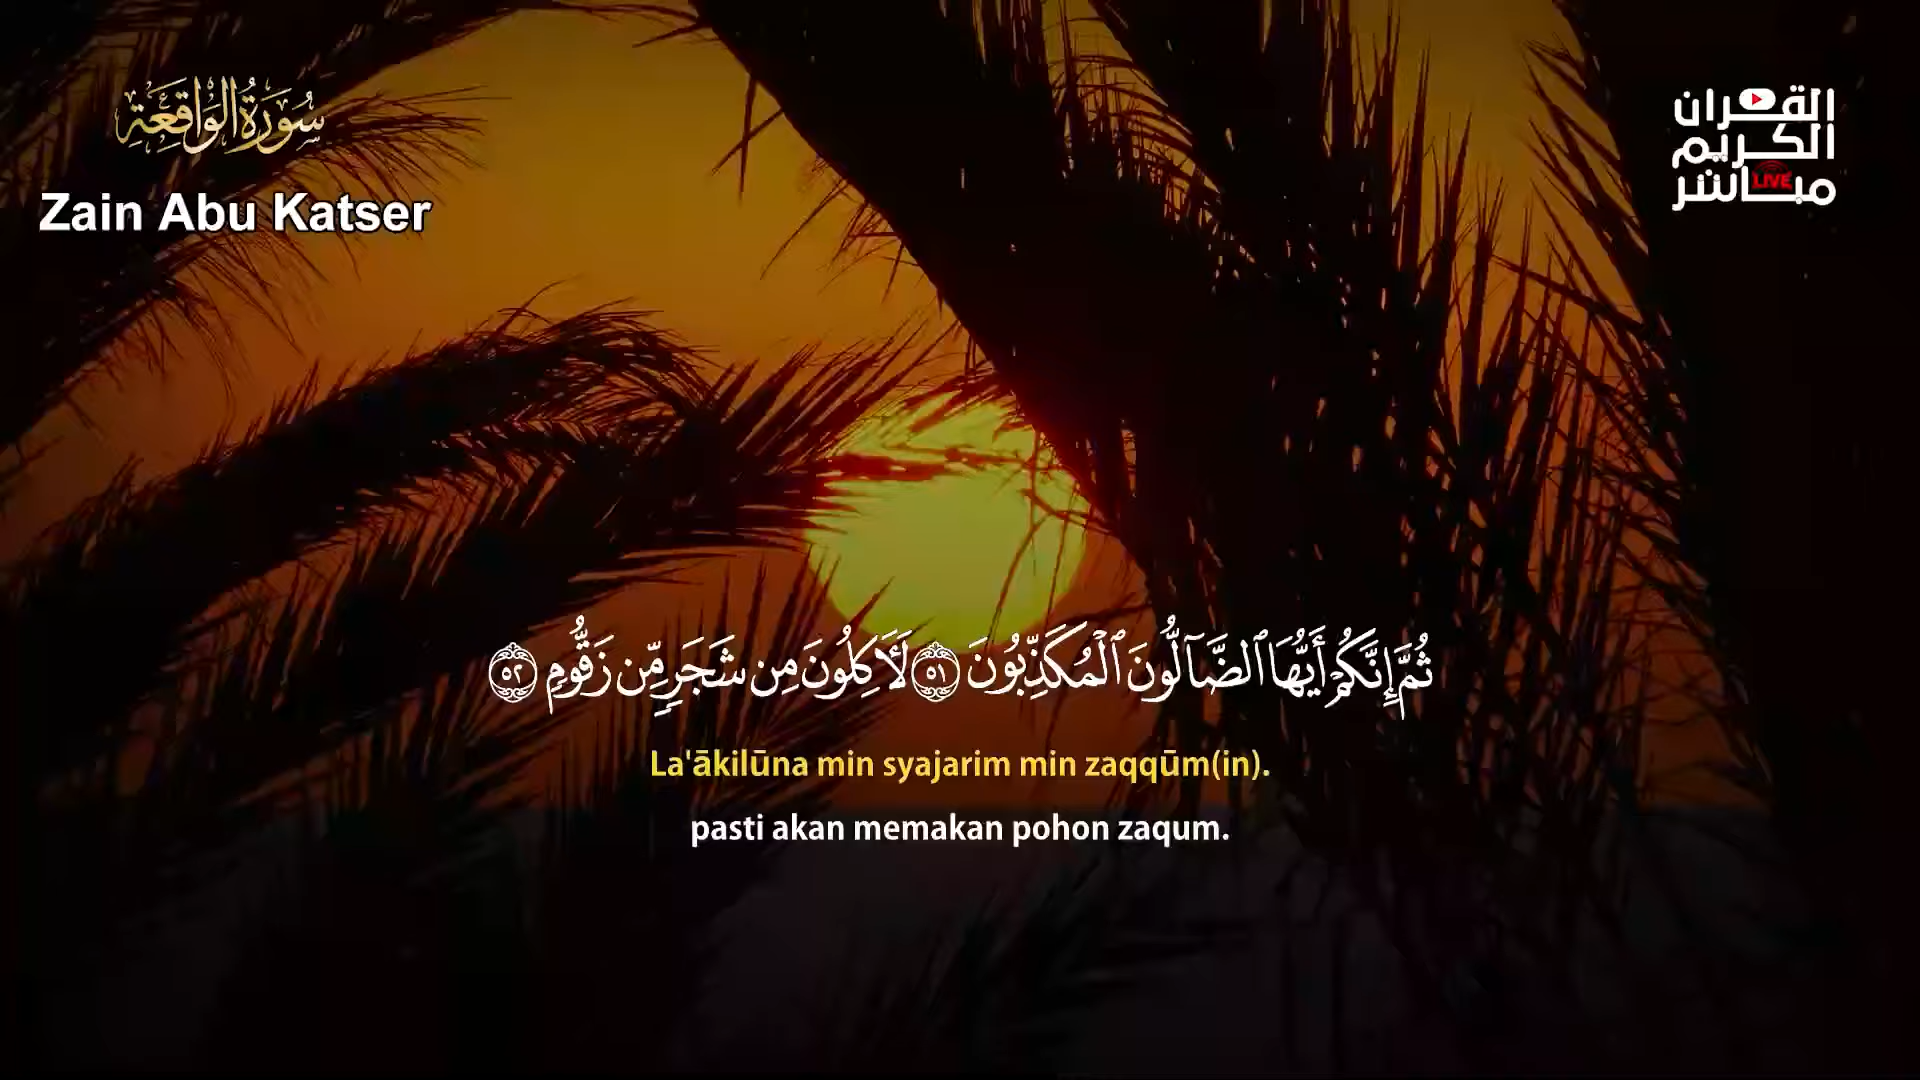 سُورَةُ الوَاقِعَةِ
Zain Abu Katser
القران
الكريم
مباشر
LIVE
ثُمَّ إِنَّكُمْ أَيُّهَا ٱلضَّآلُّونَ ٱلْمُكَذِّبُونَ ٥١ لَـَٔاكِلُونَ مِن شَجَرٍ مِّن زَقُّومٍ ٥٢
La'ākilūna min syajarim min zaqqūm(in).
pasti akan memakan pohon zaqum.